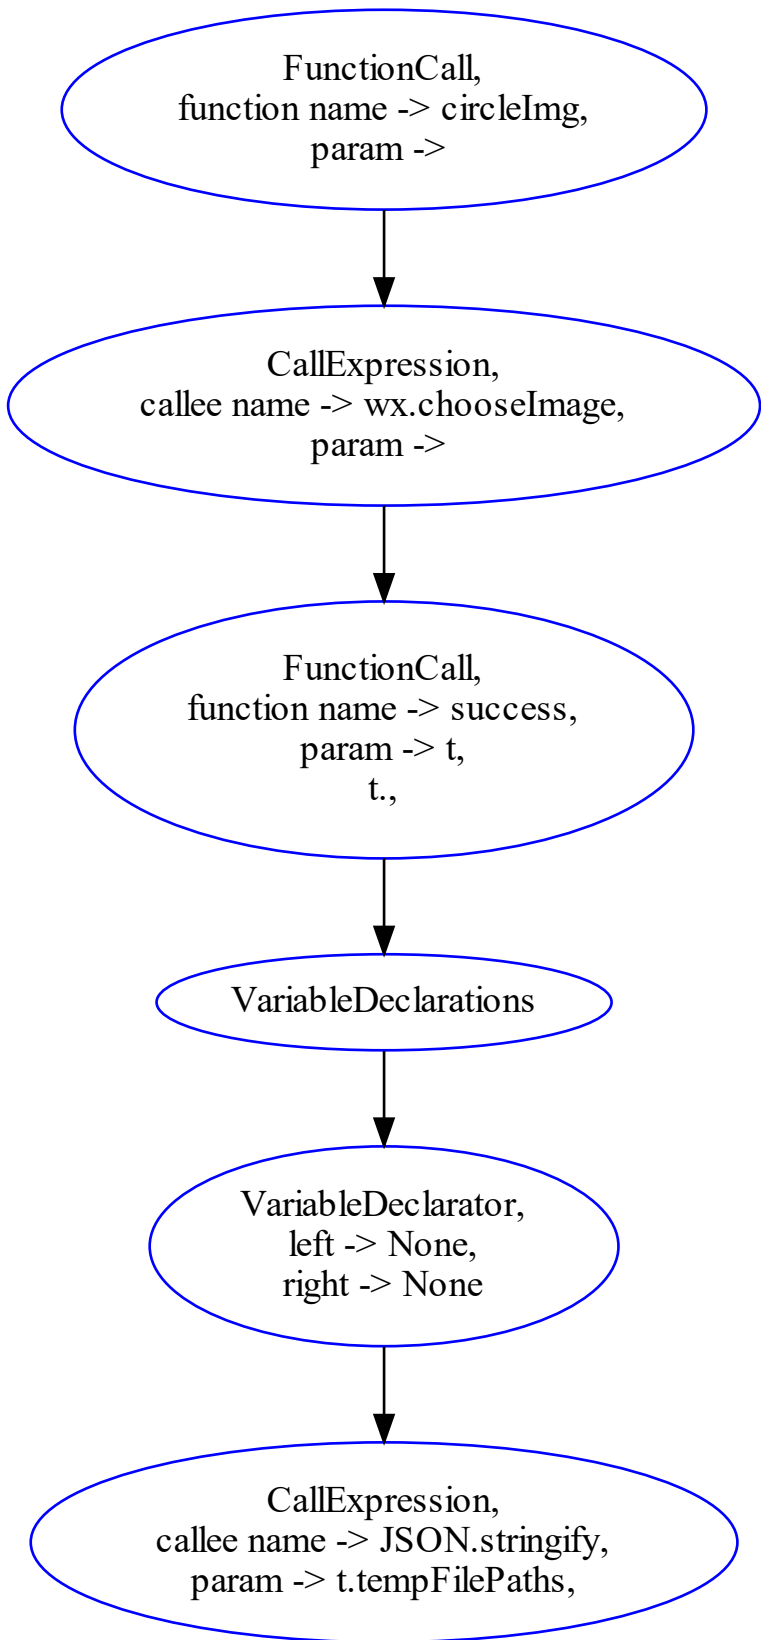 FunctionCall,
function name -> circleImg,
param ->
CallExpression,
callee name -> wx.chooseImage,
param ->
FunctionCall,
function name -> success,
param -> t,
t.,
VariableDeclarations
VariableDeclarator,
left -> None,
right -> None
CallExpression,
callee name -> JSON.stringify,
param -> t.tempFilePaths,